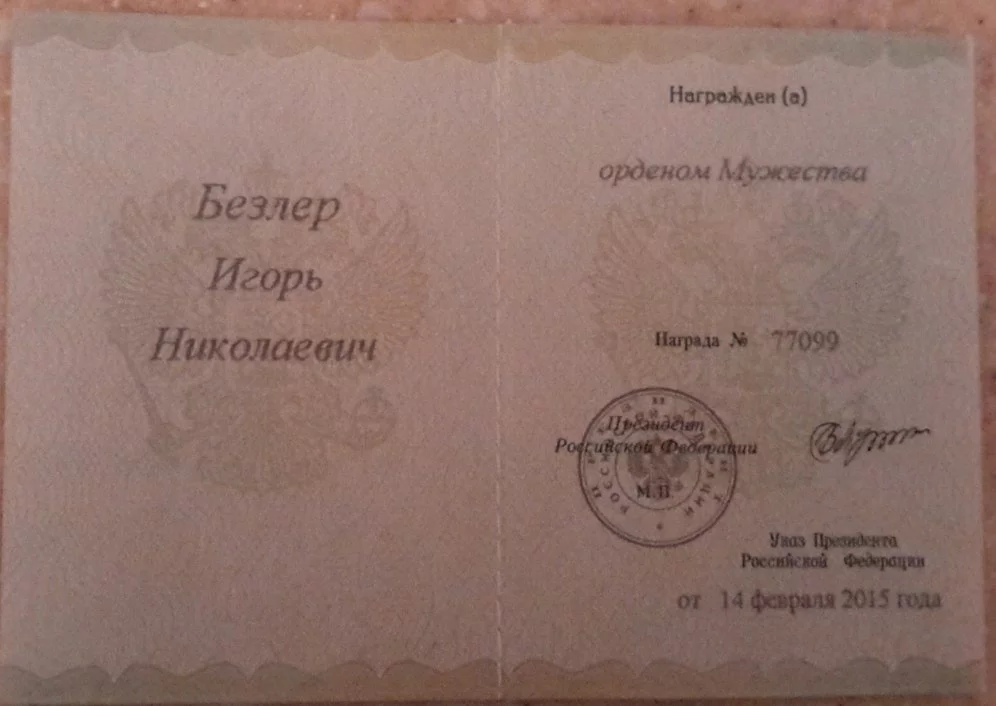 Безлер
Игорь
Николаевич
Награжден (а)
орденом Мужества
Награда № 77099
Президент
Российской Федерации
М.П.
Указ Президента
Российской Федерации
от 14 февраля 2015 года